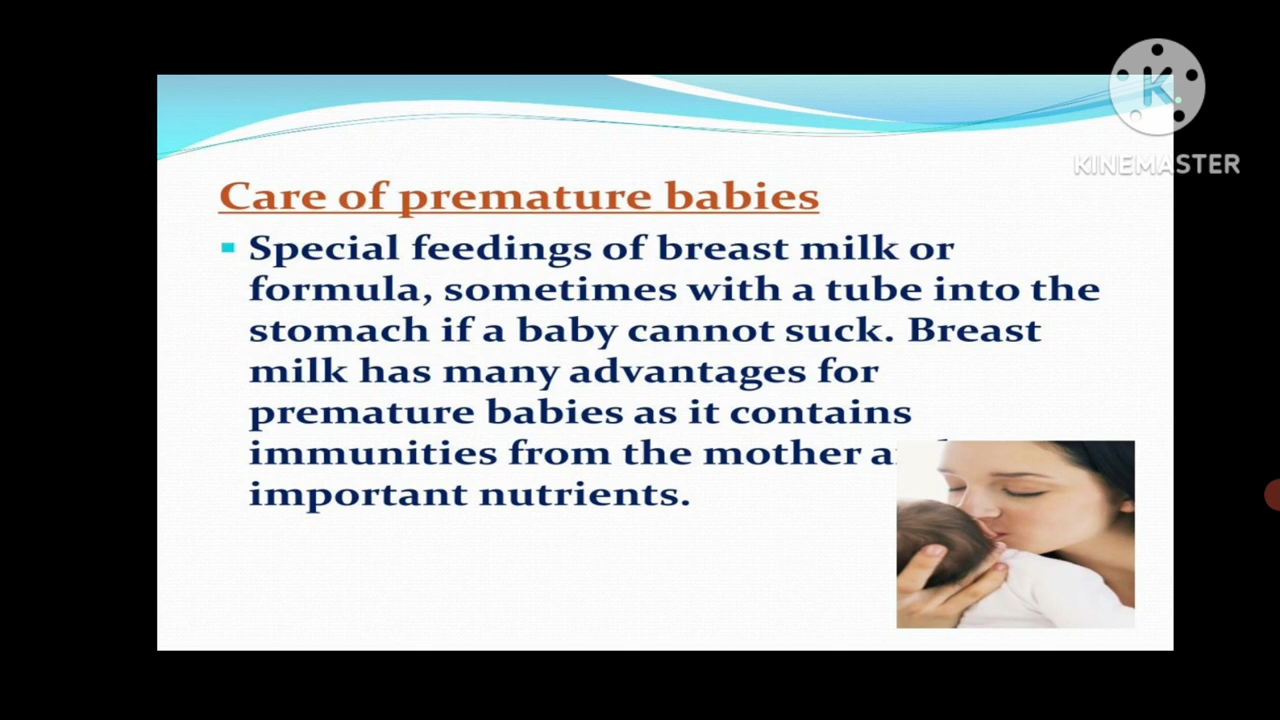 KINEMASTER
Care of premature babies
Special feedings of breast milk or
formula, sometimes with a tube into the
stomach if a baby cannot suck. Breast
milk has many advantages for
premature babies as it contains
immunities from the mother
important nutrients.